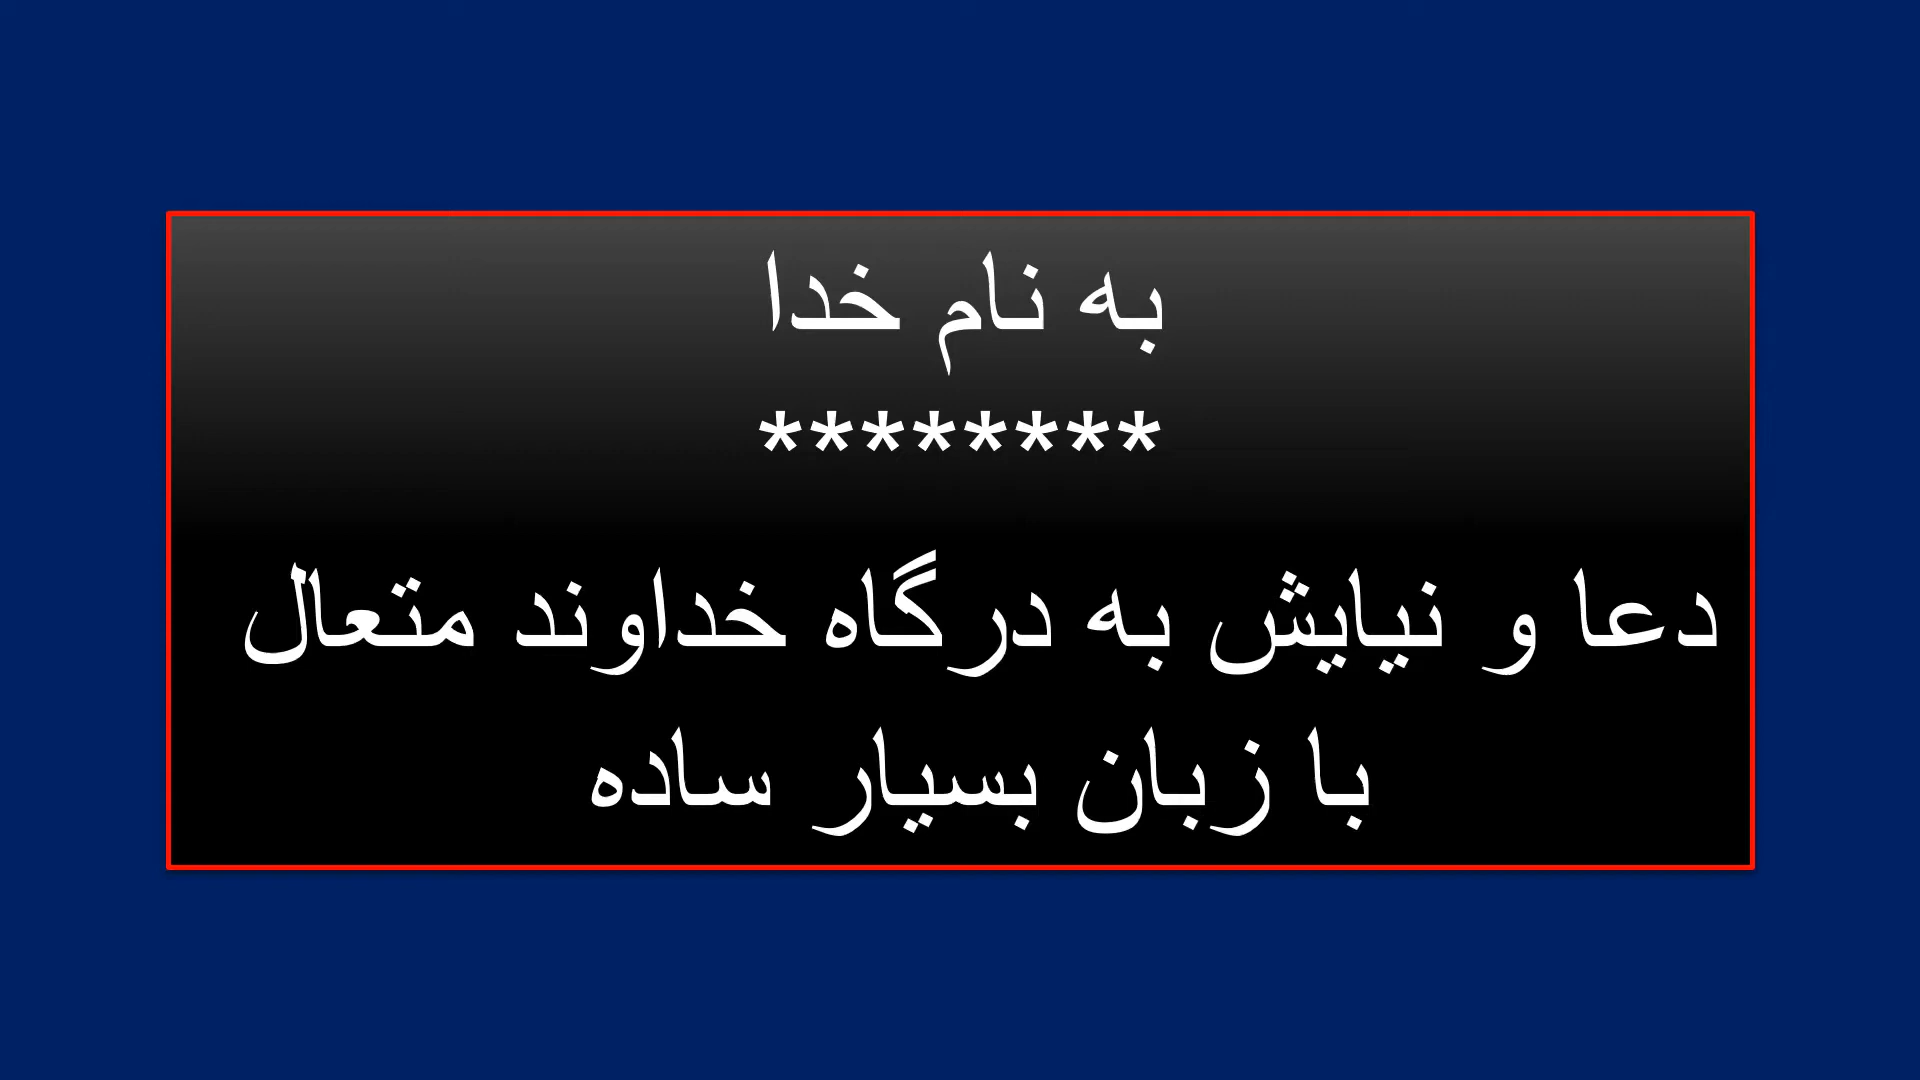 به نام خدا
********
دعا و نیایش به درگاه خداوند متعال
با زبان بسیار ساده